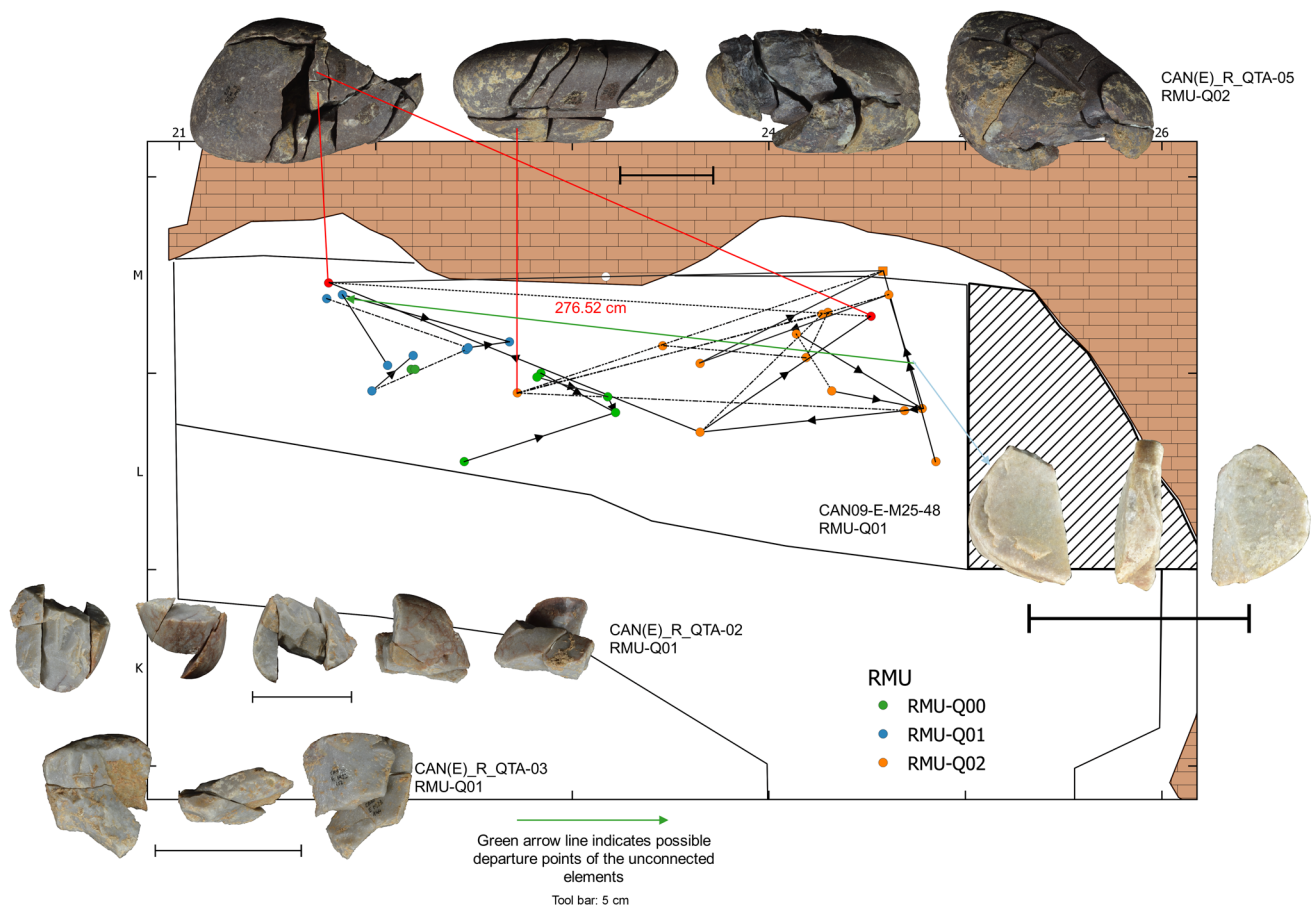 CAN(E)_R_QTA-05
RMU-Q02
21
24
26
M
276.52 cm
L
CAN09-E-M25-48
RMU-Q01
CAN(E)_R_QTA-02
RMU-Q01
K
RMU
RMU-Q00
RMU-Q01
RMU-Q02
CAN(E)_R_QTA-03
RMU-Q01
Green arrow line indicates possible
departure points of the unconnected
elements
Tool bar: 5 cm